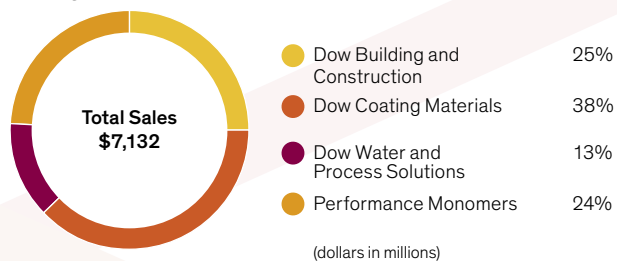 Total Sales
$7,132
Dow Building and
Construction 25%
Dow Coating Materials 38%
Dow Water and
Process Solutions 13%
Performance Monomers 24%
(dollars in millions)